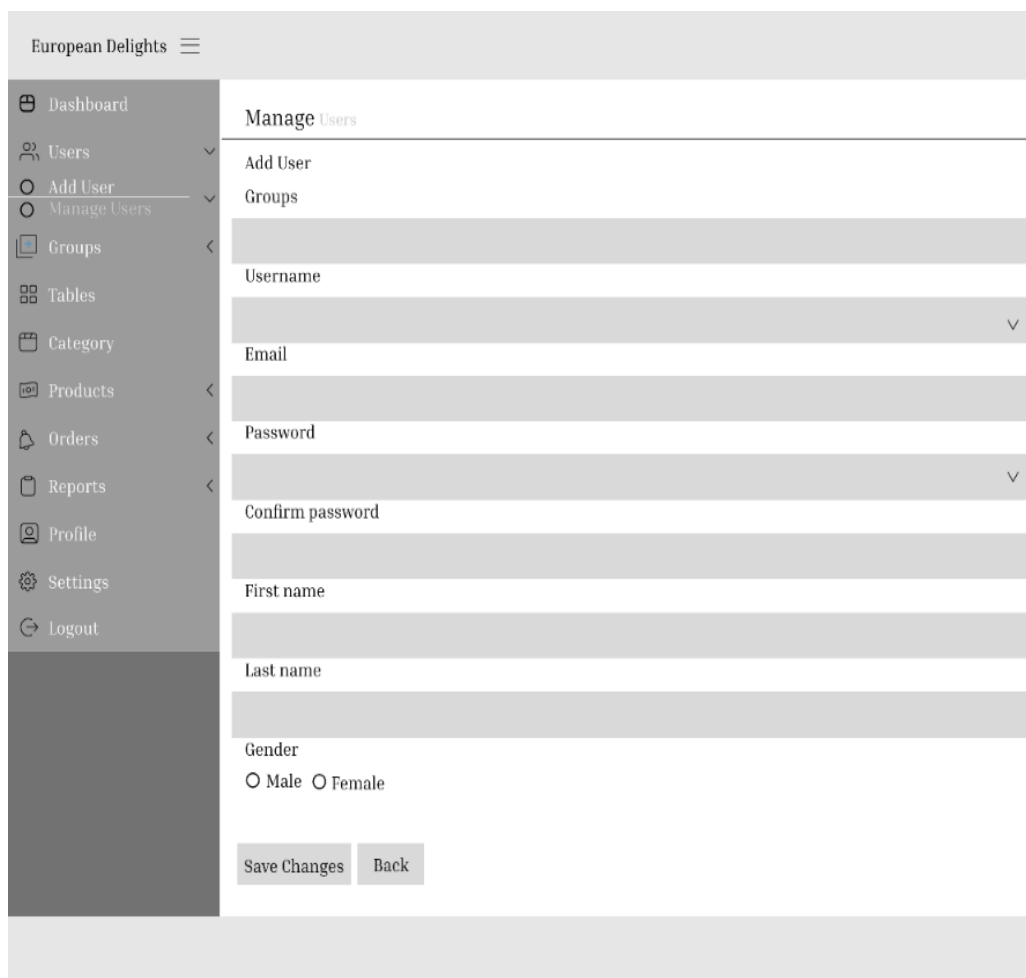 European Delights
Dashboard
Users
Add User
Manage Users
Groups
Tables
Category
Products
Orders
Reports
Profile
Settings
Logout
Manage Users
Add User
Groups
Username
Email
Password
Confirm password
First name
Last name
Gender
Male Female
Save Changes Back